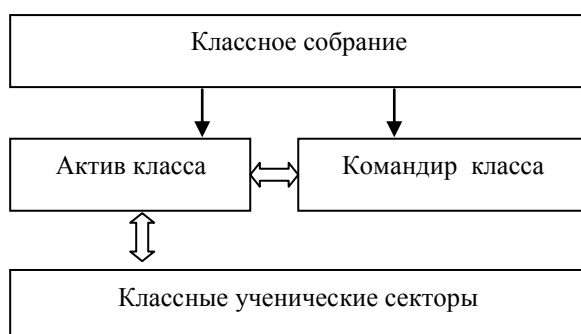 Классное собрание
Актив класса
Командир класса
Классные ученические секторы